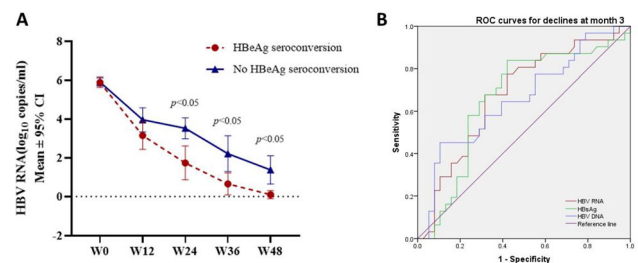 A
HBeAg seroconversion
No HBeAg seroconversion
HBV RNA(log10 copies/ml)
Mean ± 95% CI
8
6
4
2
0
2
p<0.05
p<0.05
p<0.05
W0 W12 W24 W36 W48
B
ROC curves for declines at month 3
Sensitivity
1.0
0.8
0.6
0.4
0.2
0.0
HBV RNA
HBsAg
HBV DNA
Reference line
0.0 0.2 0.4 0.6 0.8 1.0
1 - Specificity